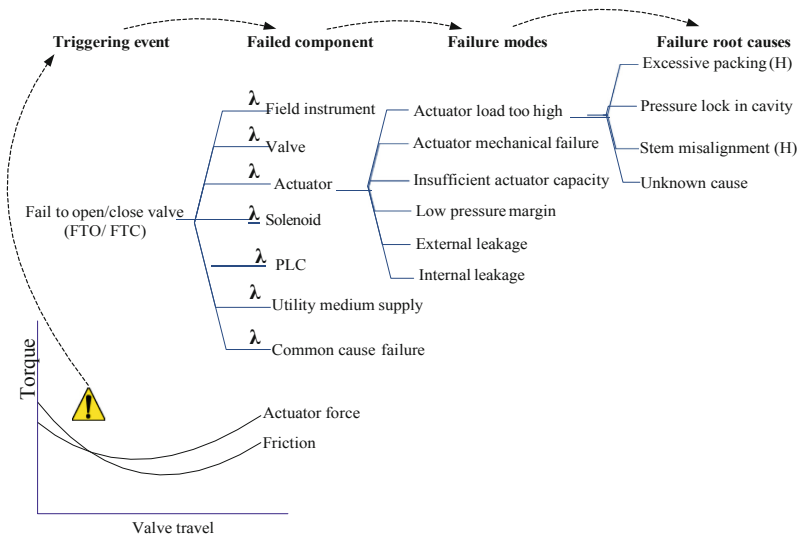 Triggering event
Failed component
Failure modes
Failure root causes
Fail to open/close valve
(FTO/ FTC)
λ
Field instrument
λ
Valve
λ
Actuator
λ
Solenoid
λ
PLC
λ
Utility medium supply
λ
Common cause failure
Actuator load too high
Actuator mechanical failure
Insufficient actuator capacity
Low pressure margin
External leakage
Internal leakage
Excessive packing (H)
Pressure lock in cavity
Stem misalignment (H)
Unknown cause
Torque
!
Actuator force
Friction
Valve travel